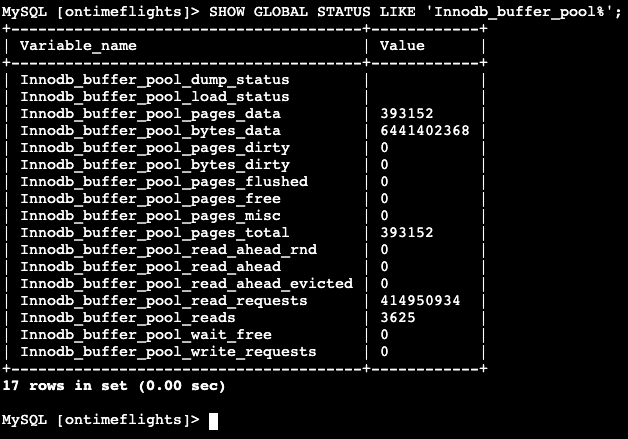 MySQL [ontimeflights]> SHOW GLOBAL STATUS LIKE 'Innodb_buffer_pool%';
+---------------------------------------+------------+
| Variable_name                         | Value      |
+---------------------------------------+------------+
| Innodb_buffer_pool_dump_status        |            |
| Innodb_buffer_pool_load_status        |            |
| Innodb_buffer_pool_pages_data         | 393152     |
| Innodb_buffer_pool_bytes_data         | 6441402368 |
| Innodb_buffer_pool_pages_dirty        | 0          |
| Innodb_buffer_pool_bytes_dirty        | 0          |
| Innodb_buffer_pool_pages_flushed      | 0          |
| Innodb_buffer_pool_pages_free         | 0          |
| Innodb_buffer_pool_pages_misc         | 0          |
| Innodb_buffer_pool_pages_total        | 393152     |
| Innodb_buffer_pool_read_ahead_rnd     | 0          |
| Innodb_buffer_pool_read_ahead         | 0          |
| Innodb_buffer_pool_read_ahead_evicted | 0          |
| Innodb_buffer_pool_read_requests      | 414950934  |
| Innodb_buffer_pool_reads              | 3625       |
| Innodb_buffer_pool_wait_free          | 0          |
| Innodb_buffer_pool_write_requests     | 0          |
+---------------------------------------+------------+
17 rows in set (0.00 sec)
MySQL [ontimeflights]>